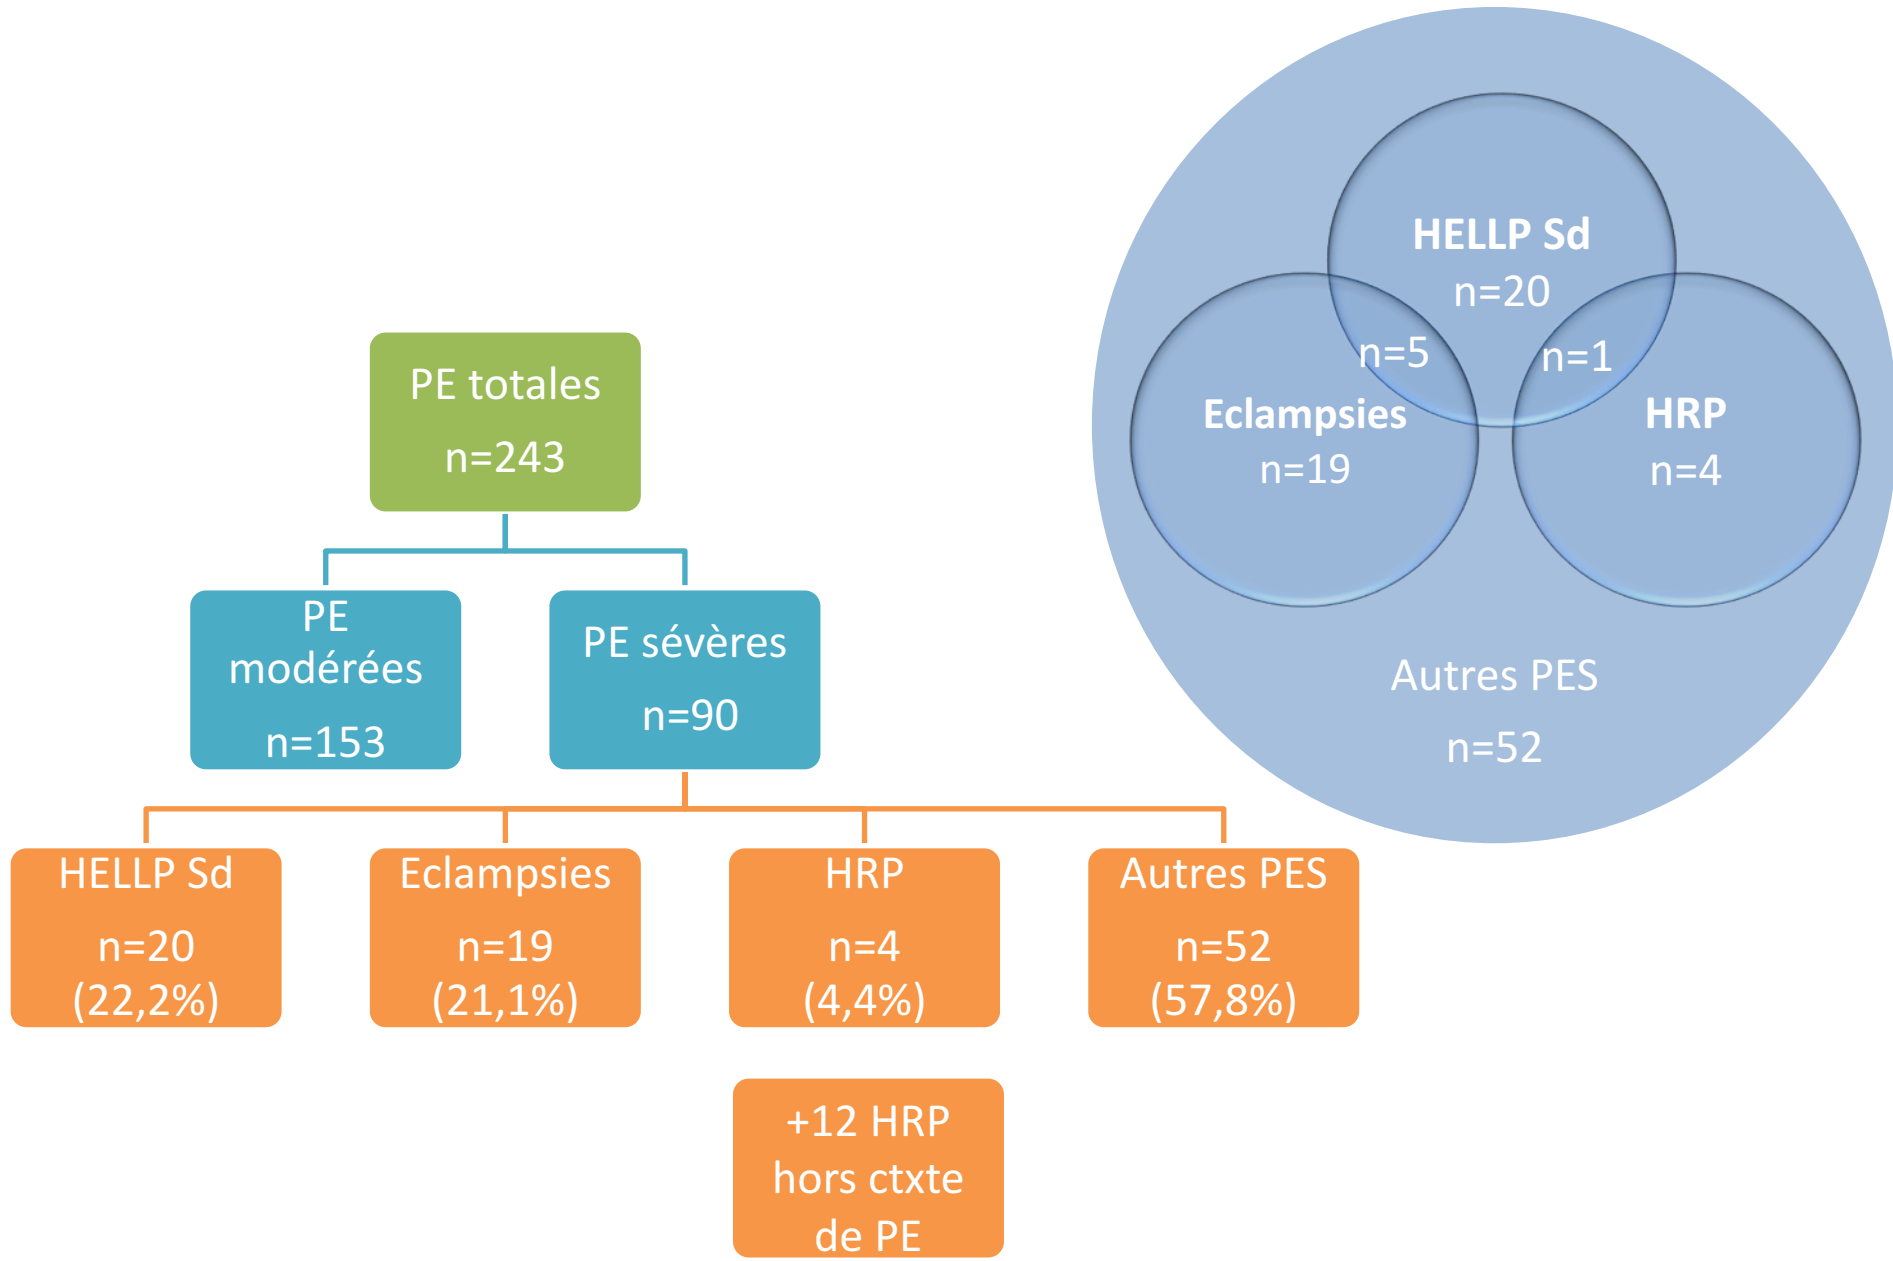 PE totales
n=243
PE
modérées
n=153
PE sévères
n=90
HELLP Sd
n=20
(22,2%)
Eclampsies
n=19
(21,1%)
HRP
n=4
(4,4%)
Autres PES
n=52
(57,8%)
+12 HRP
hors ctxte
de PE
HELLP Sd
n=20
n=5
n=1
Eclampsies
n=19
HRP
n=4
Autres PES
n=52